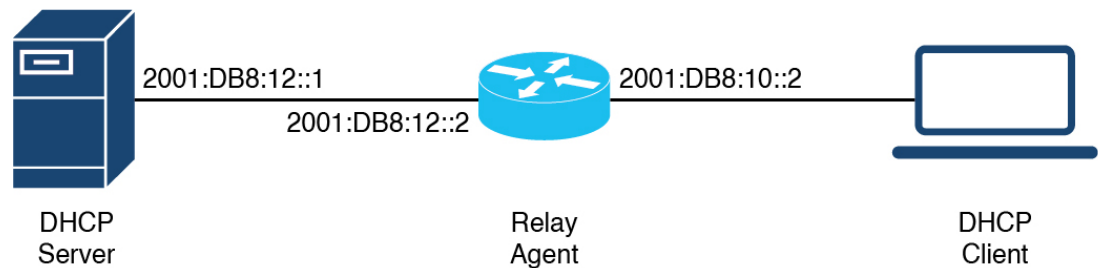 2001:DB8:12::1
2001:DB8:10::2
2001:DB8:12::2
DHCP
Server
Relay
Agent
DHCP
Client